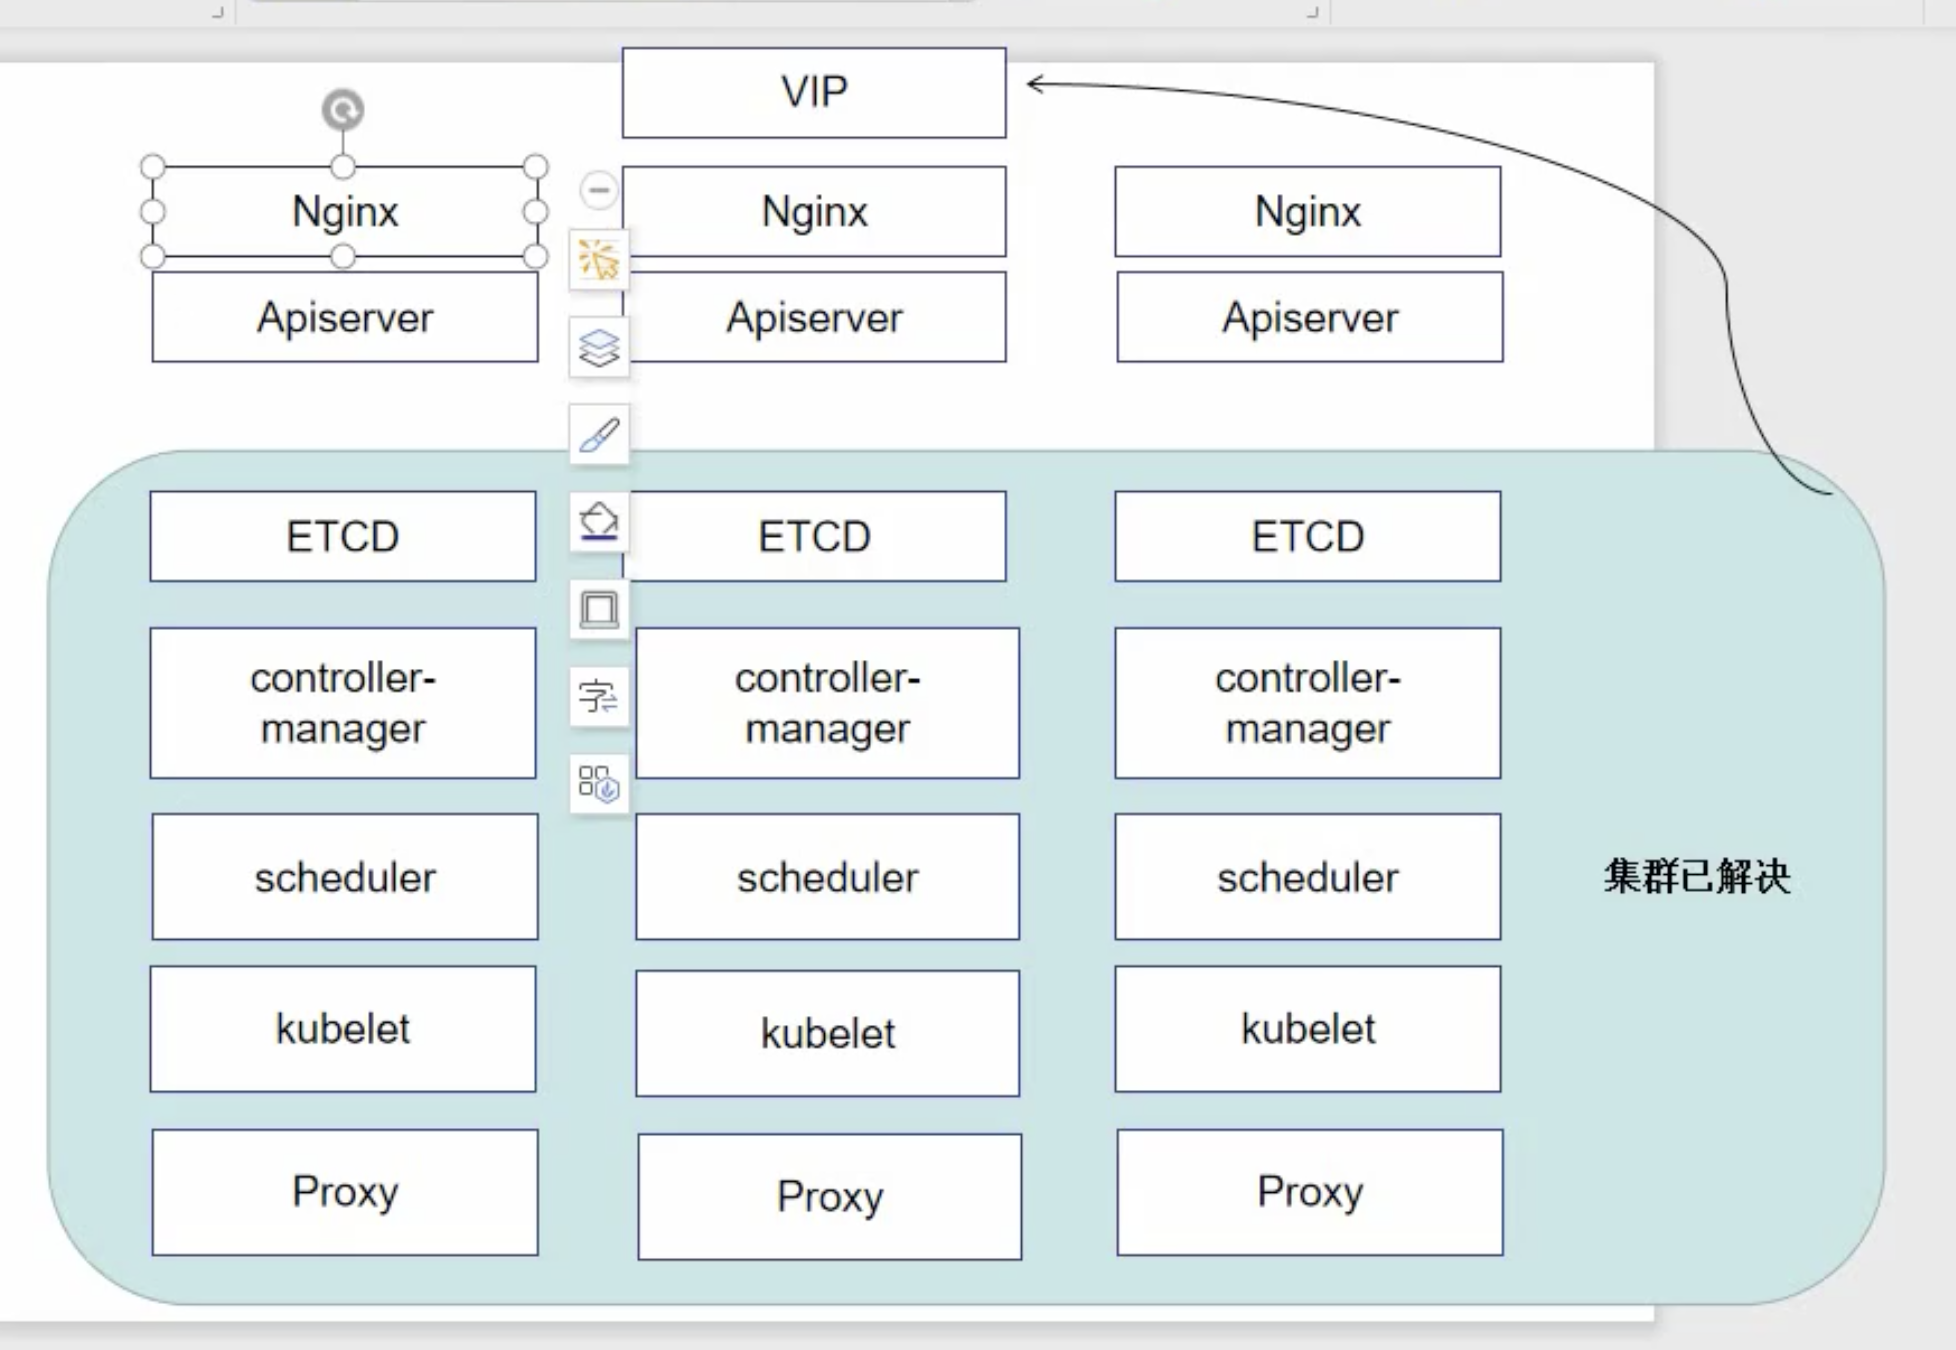 VIP
Nginx
Nginx
Nginx
Apiserver
Apiserver
Apiserver
ETCD
ETCD
ETCD
controller-
manager
controller-
manager
controller-
manager
scheduler
scheduler
scheduler
集群已解决
kubelet
kubelet
kubelet
Proxy
Proxy
Proxy
字